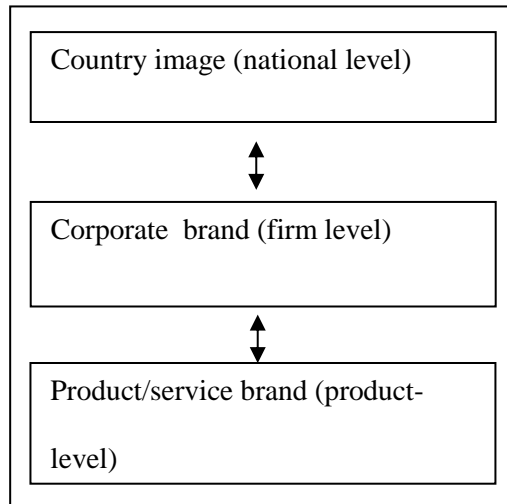 Country image (national level)
Corporate  brand (firm level)
Product/service brand (product-
level)